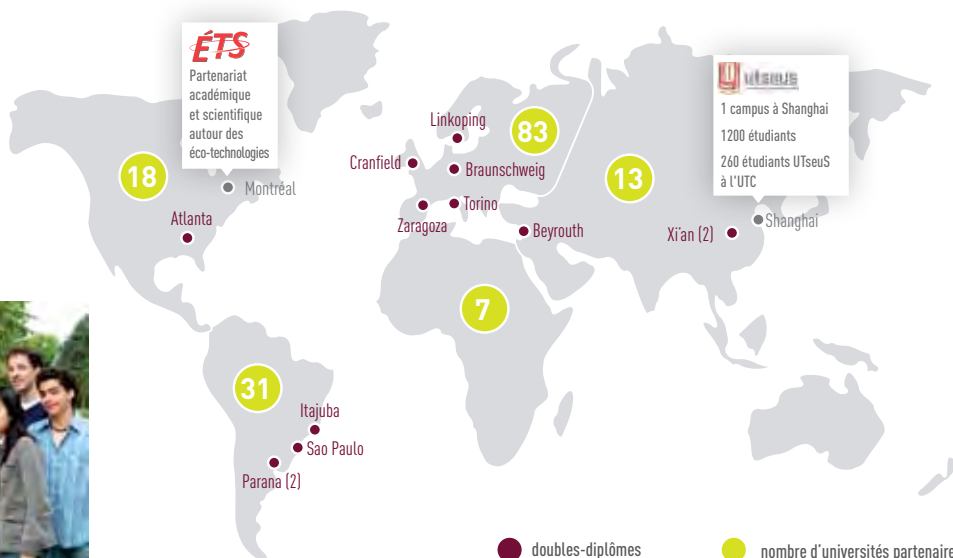 ÉTS
Partenariat
académique
et scientifique
autour des
éco-technologies
utseus
1 campus à Shanghai
1200 étudiants
260 étudiants UTseuS
à l'UTC
Linkoping
83
Cranfield
Braunschweig
18
Montréal
13
Torino
Atlanta
Zaragoza
Beyrouth
Xi'an (2)
Shanghai
7
31
Itajuba
Sao Paulo
Parana (2)
doubles-diplômes
nombre d'universités partenaire